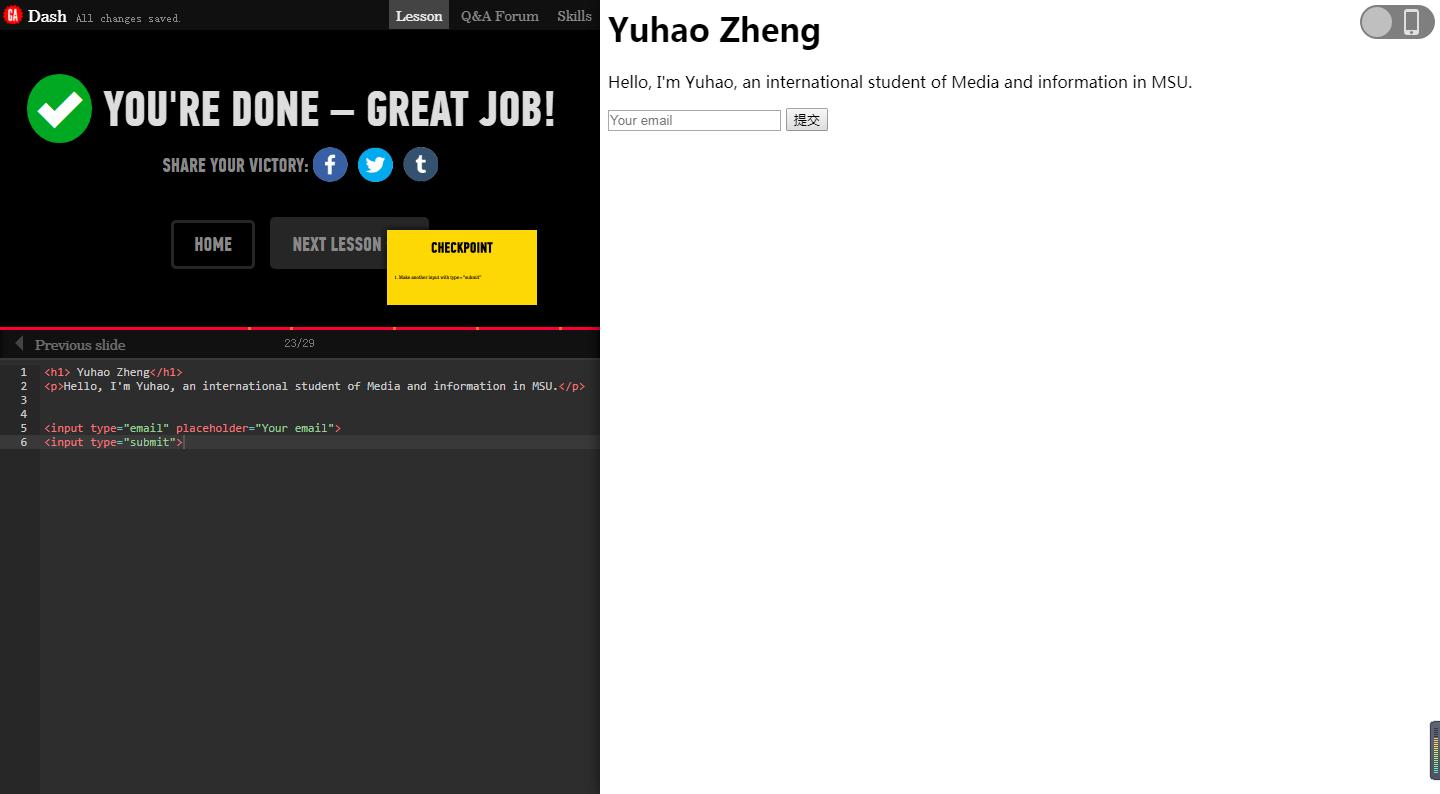 GA Dash All changes saved. Lesson Q&A Forum Skills
YOU'RE DONE – GREAT JOB!
SHARE YOUR VICTORY: f t
HOME NEXT LESSON
CHECKPOINT
1. Make another input with type="submit"
Previous slide 23/29
1 <h1> Yuhao Zheng</h1>
2 <p>Hello, I'm Yuhao, an international student of Media and information in MSU.</p>
3
4
5 <input type="email" placeholder="Your email">
6 <input type="submit">
Yuhao Zheng
Hello, I'm Yuhao, an international student of Media and information in MSU.
Your email 提交